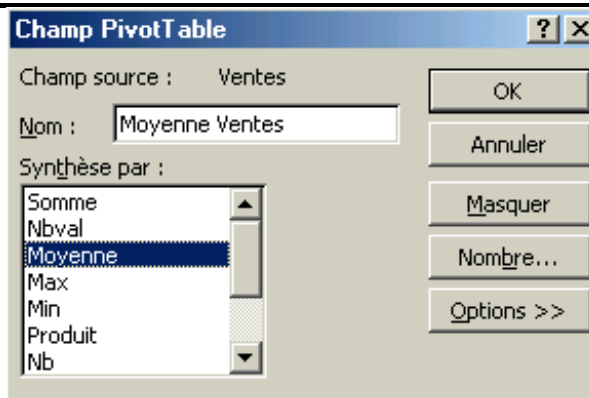 Champ PivotTable
Champ source : Ventes
Nom : Moyenne Ventes
Synthèse par :
Somme
Nbval
Moyenne
Max
Min
Produit
Nb
OK
Annuler
Masquer
Nombre...
Options >>